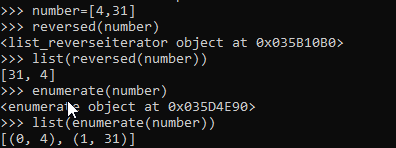 >>> number=[4,31]
>>> reversed(number)
<list_reverseiterator object at 0x035B10B0>
>>> list(reversed(number))
[31, 4]
>>> enumerate(number)
<enumerate object at 0x035D4E90>
>>> list(enumerate(number))
[(0, 4), (1, 31)]